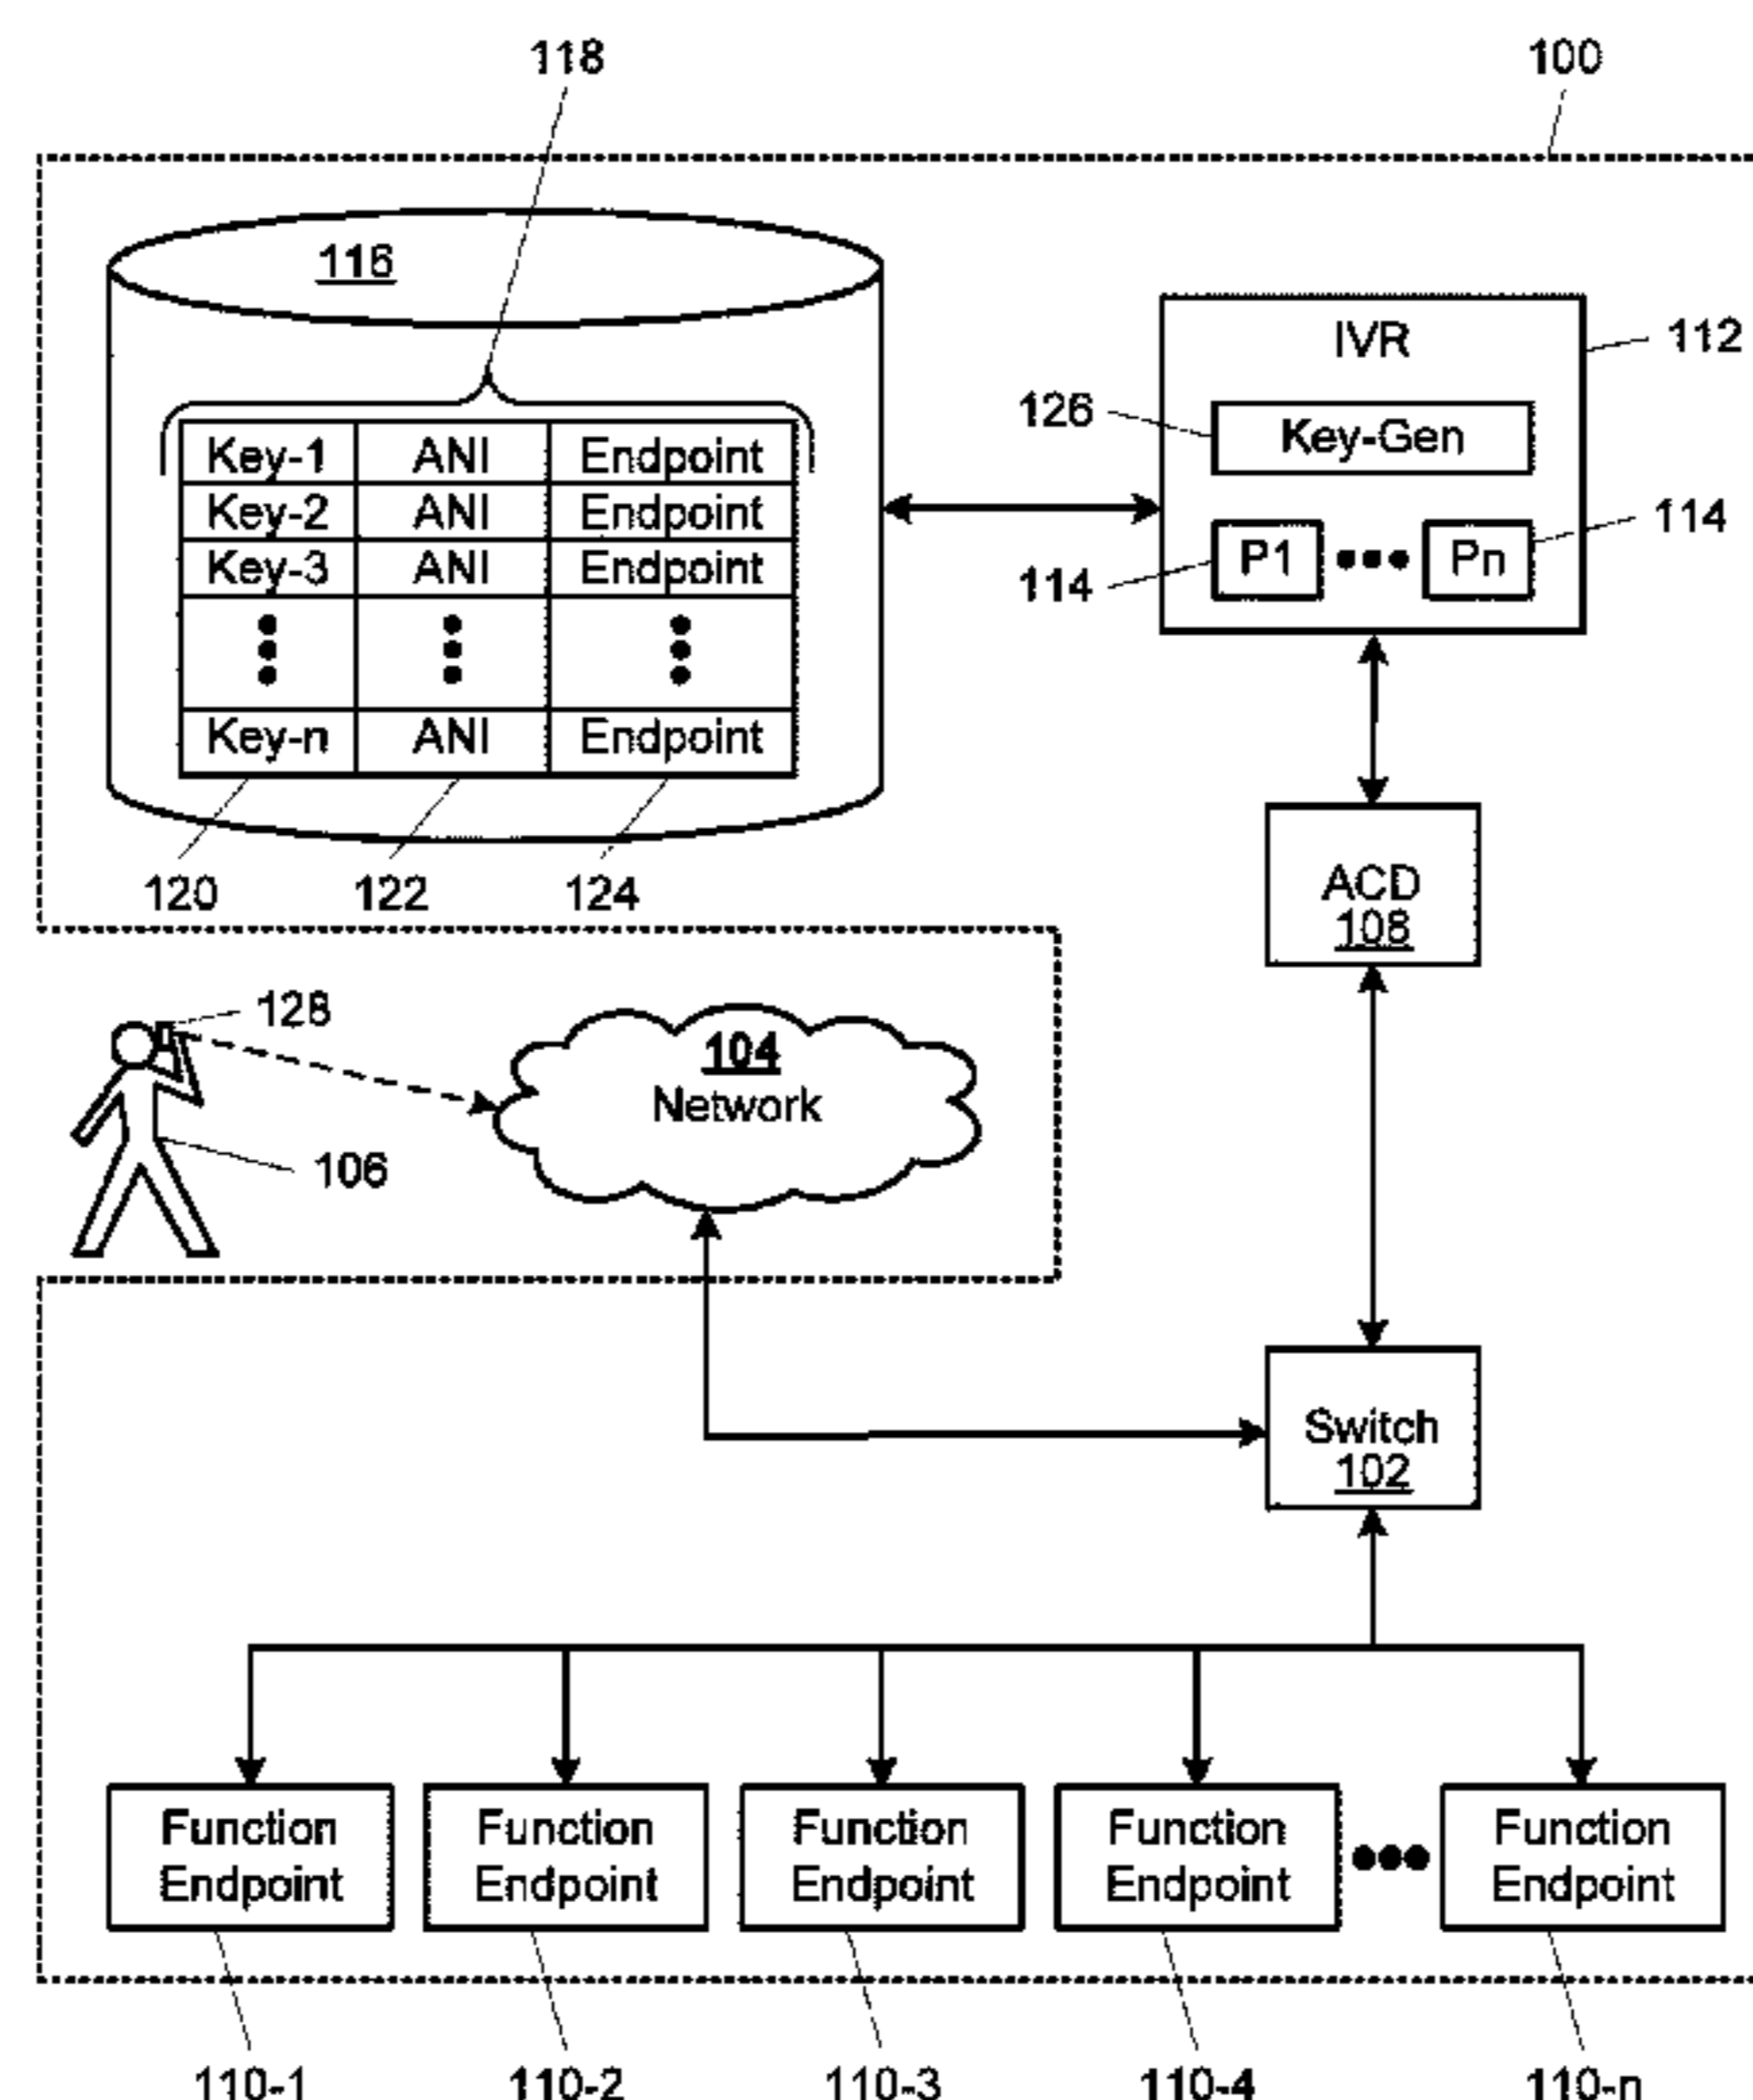 118
100
116
IVR
112
126
Key-Gen
114
P1
Pn
114
Key-1 ANI Endpoint
Key-2 ANI Endpoint
Key-3 ANI Endpoint
Key-n ANI Endpoint
120
122
124
ACD
108
128
104
Network
106
Switch
102
Function
Endpoint
Function
Endpoint
Function
Endpoint
Function
Endpoint
Function
Endpoint
110-1
110-2
110-3
110-4
110-n